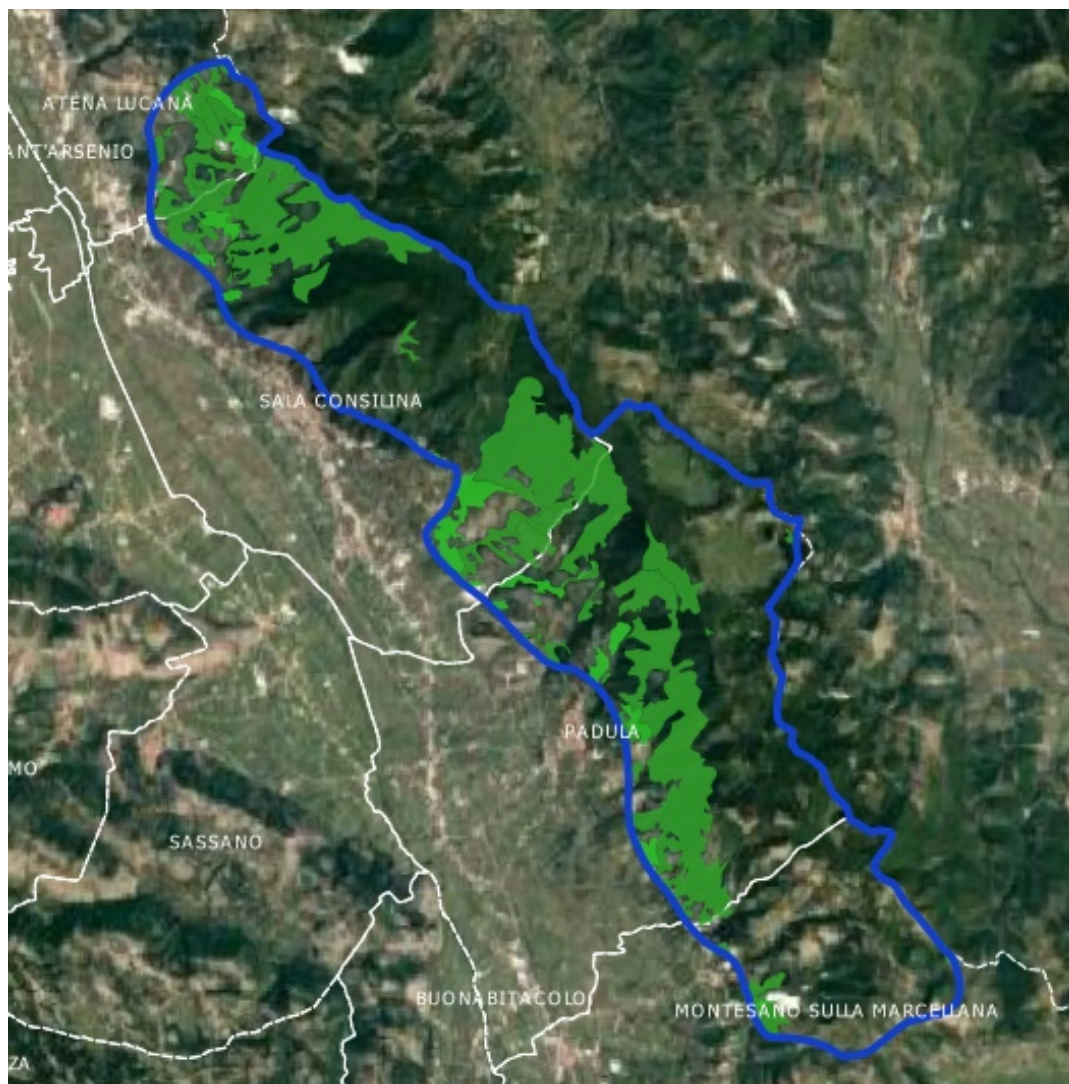 ATENA LUCANA
ANT'ARSENIO
SALA CONSILINA
PADULA
MO
SASSANO
BUONABITACOLO
MONTESANO SULLA MARCELLANA
ZA